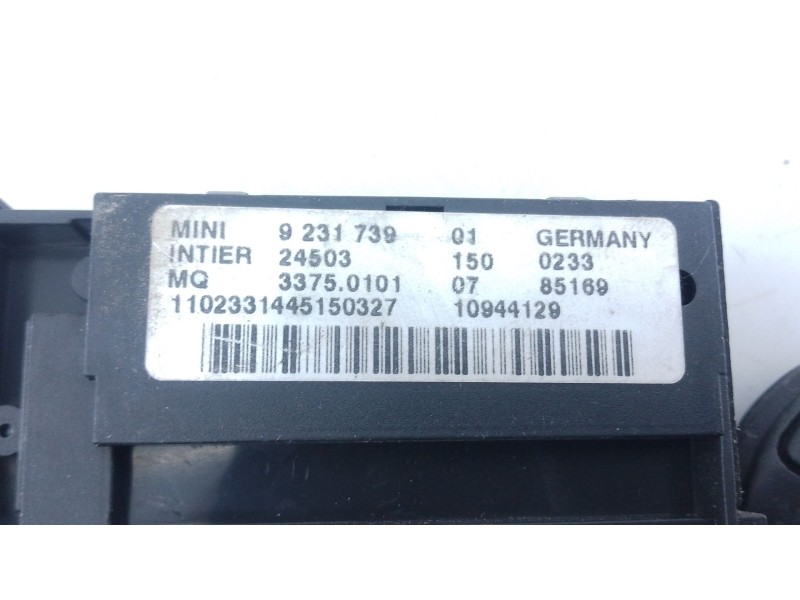 MINI 9 231 739 01 GERMANY
INTIER 24503 150 0233
MQ 3375.0101 07 85169
1102331445150327 10944129